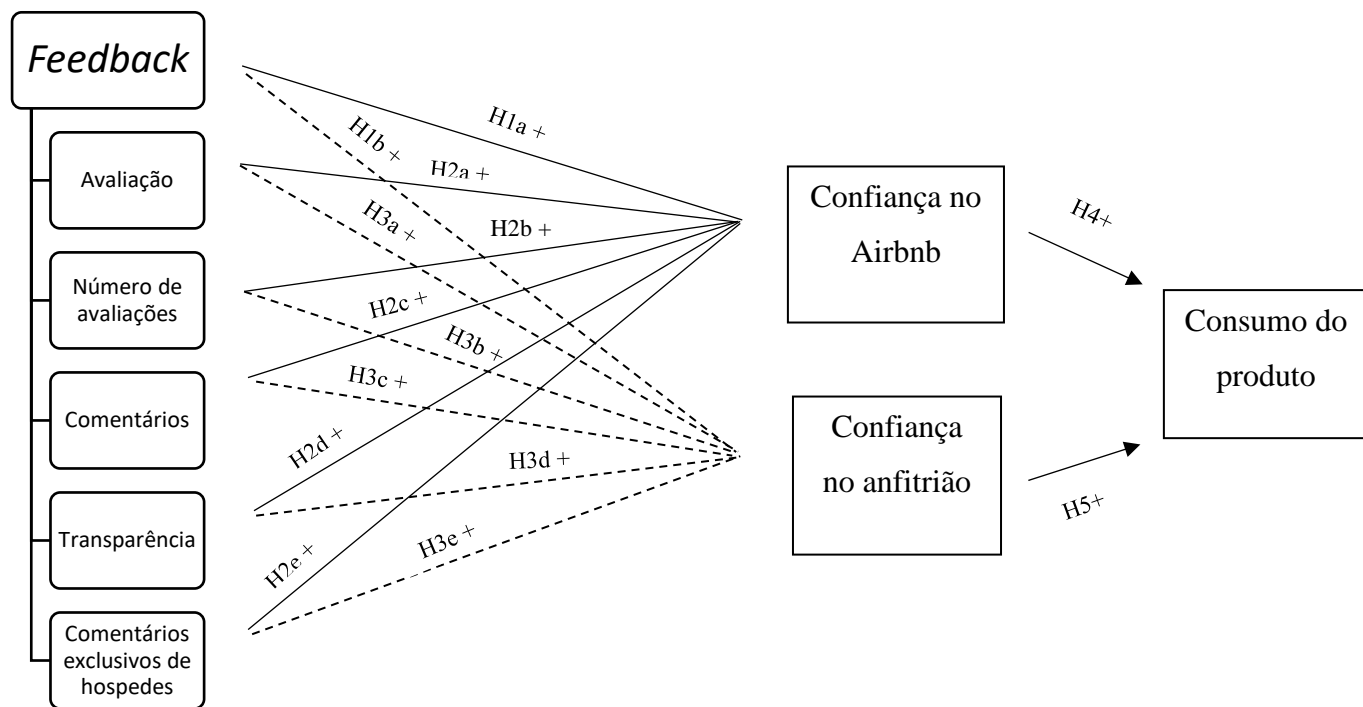 Feedback
Avaliação
Número de
avaliações
Comentários
Transparência
Comentários
exclusivos de
hospedes
H1a +
H1b +
H2a +
H3a +
H2b +
H2c +
H3b +
H3c +
H2d +
H3d +
H2e +
H3e +
Confiança no
Airbnb
Confiança
no anfitrião
H4+
H5+
Consumo do
produto